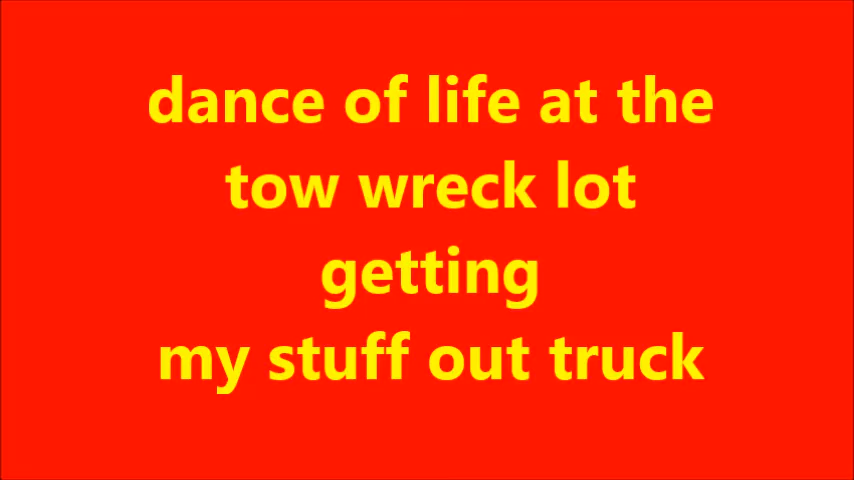 dance of life at the
tow wreck lot
getting
my stuff out truck